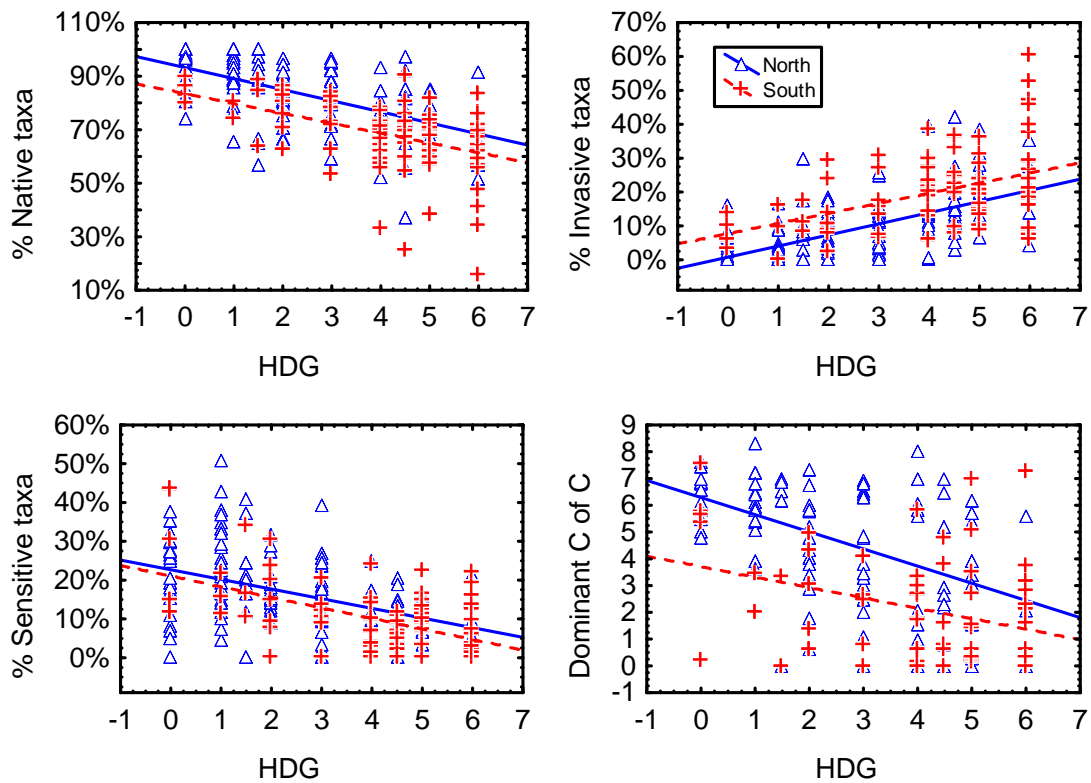 % Native taxa
110%
90%
70%
50%
30%
10%
-1 0 1 2 3 4 5 6 7
HDG
% Invasive taxa
70%
60%
50%
40%
30%
20%
10%
0%
North
South
-1 0 1 2 3 4 5 6 7
HDG
% Sensitive taxa
60%
50%
40%
30%
20%
10%
0%
-1 0 1 2 3 4 5 6 7
HDG
Dominant C of C
9
8
7
6
5
4
3
2
1
0
-1
-1 0 1 2 3 4 5 6 7
HDG